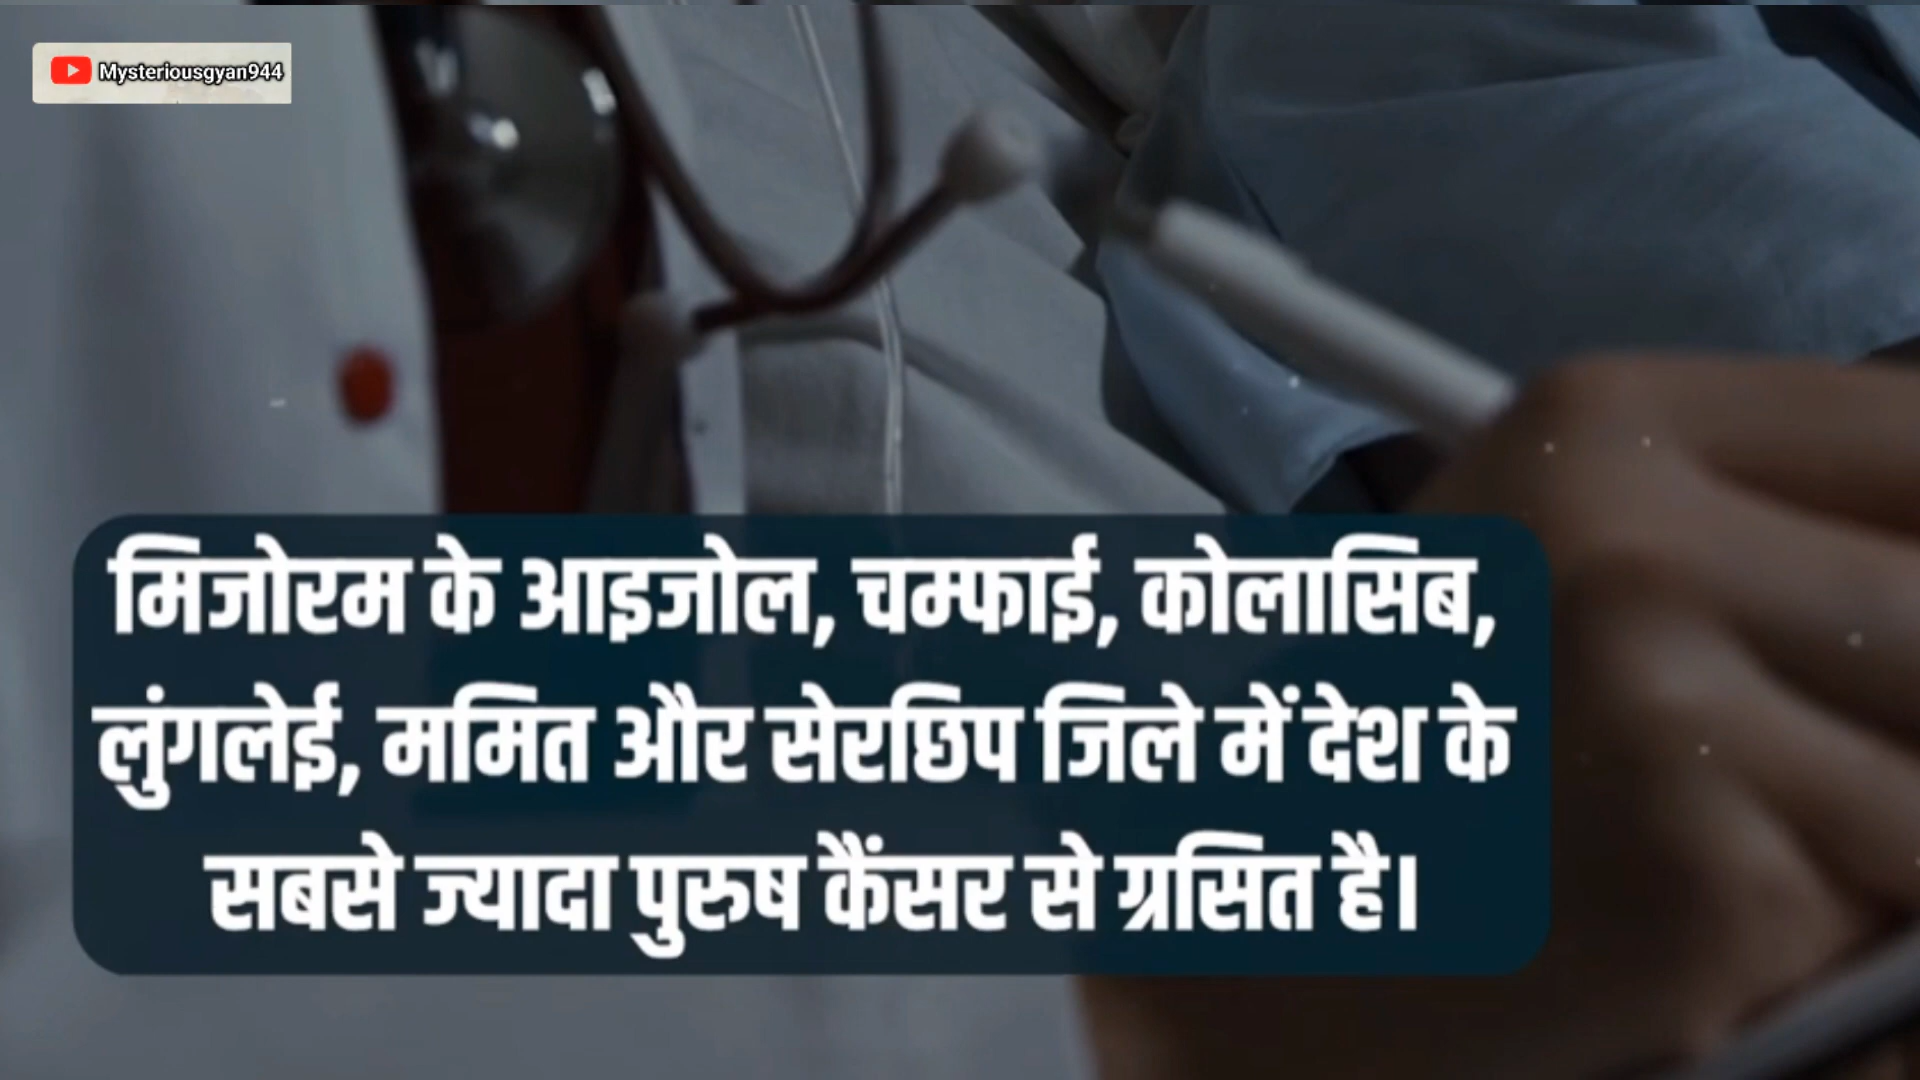 Mysteriousgyan944
मिजोरम के आइजोल, चम्फाई, कोलासिब,
लुंगलेई, ममित और सेरछिप जिले में देश के
सबसे ज्यादा पुरुष कैंसर से ग्रसित है।